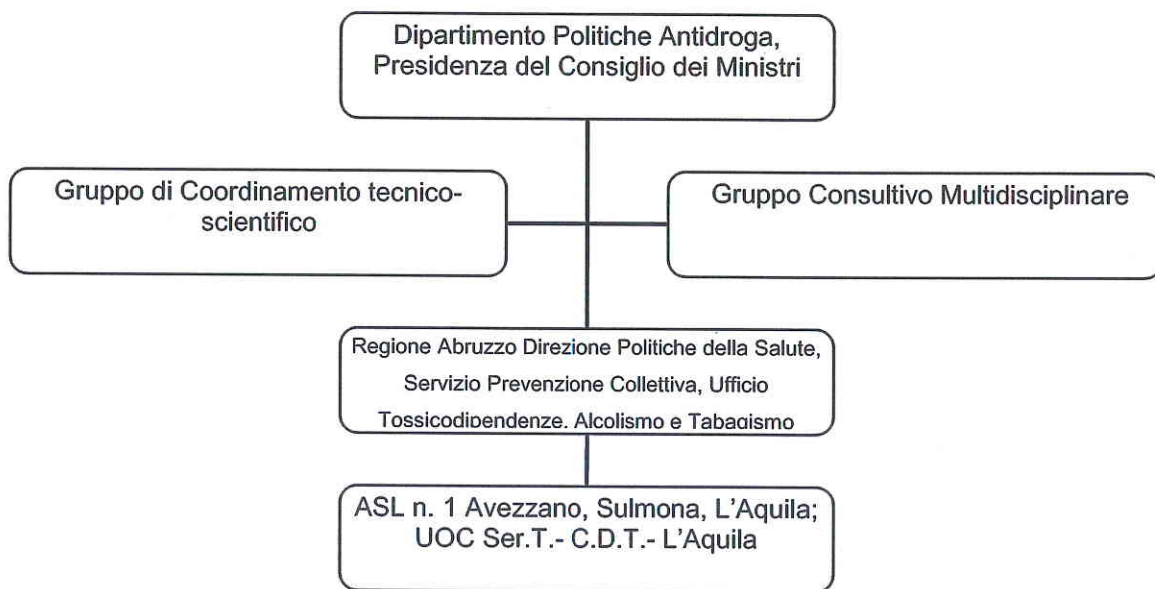 Dipartimento Politiche Antidroga,
Presidenza del Consiglio dei Ministri
Gruppo di Coordinamento tecnico-
scientifico
Gruppo Consultivo Multidisciplinare
Regione Abruzzo Direzione Politiche della Salute,
Servizio Prevenzione Collettiva, Ufficio
Tossicodipendenze, Alcolismo e Tabagismo
ASL n. 1 Avezzano, Sulmona, L'Aquila;
UOC Ser.T.- C.D.T.- L'Aquila